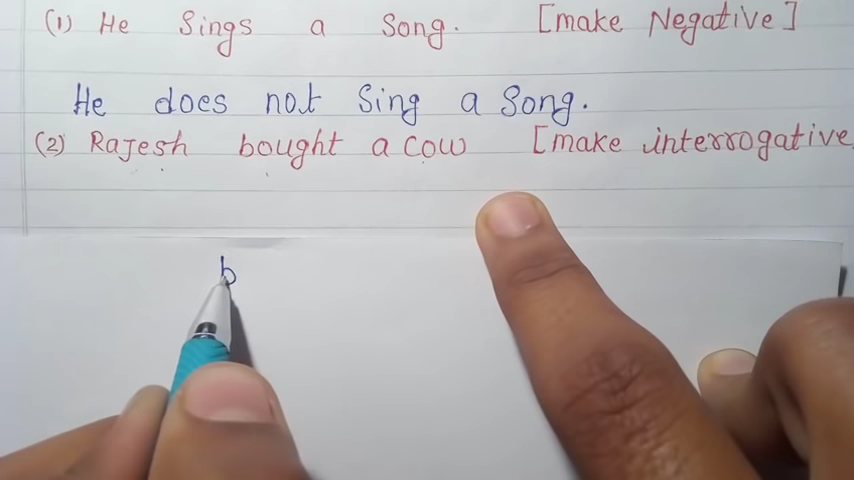 (1) He Sings a Song. [make Negative]
He does not Sing a Song.
(2) Rajesh bought a cow [make interrogative
b